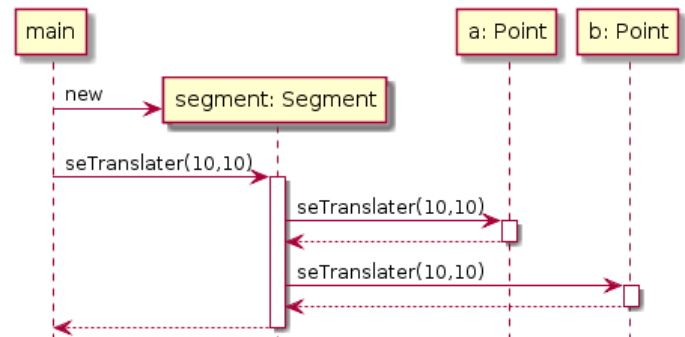 main
a: Point
b: Point
new
segment: Segment
seTranslater(10,10)
seTranslater(10,10)
seTranslater(10,10)